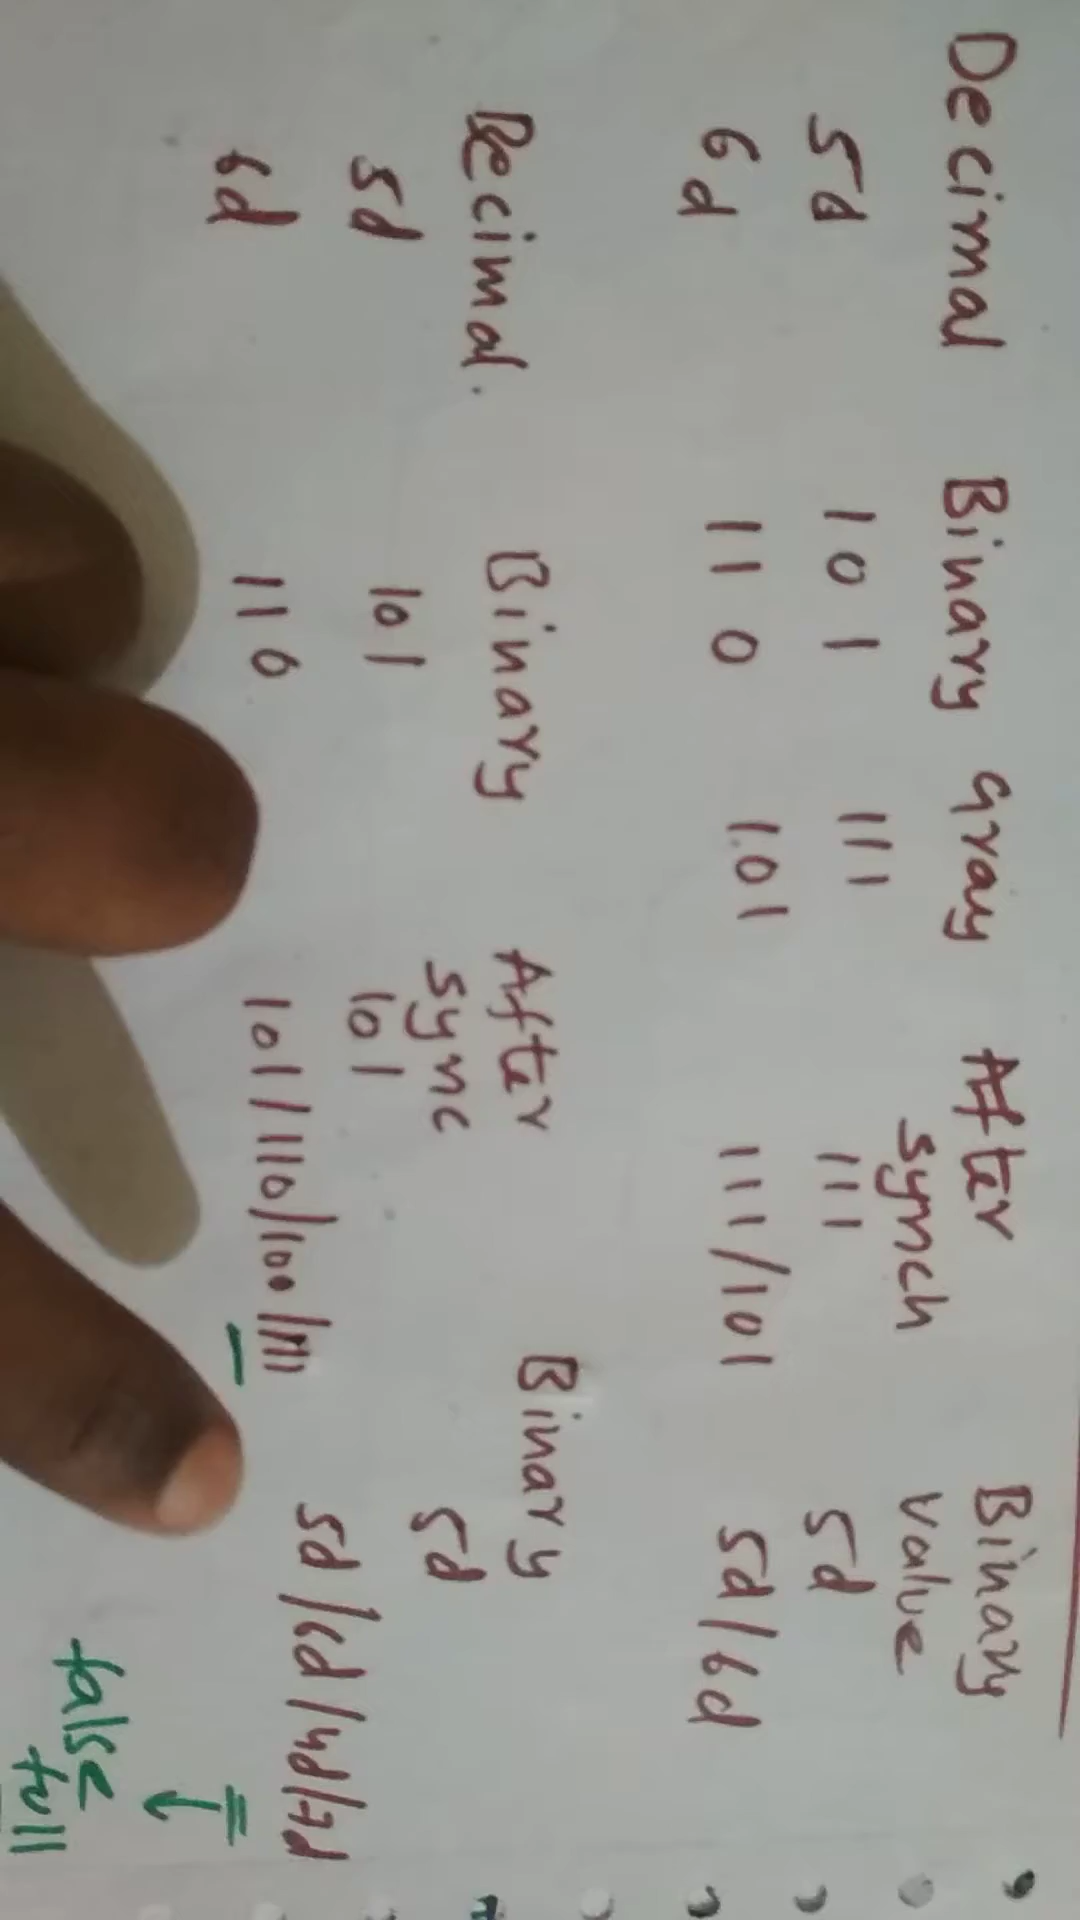 Decimal Binary Gray After synch Binary value
5d 101 111 111 5d
6d 110 101 111/101 5d/6d
Decimal. Binary After sync Binary
5d 101 101 5d
6d 110 101/110/100/111 5d/6d/4d/7d
false
full